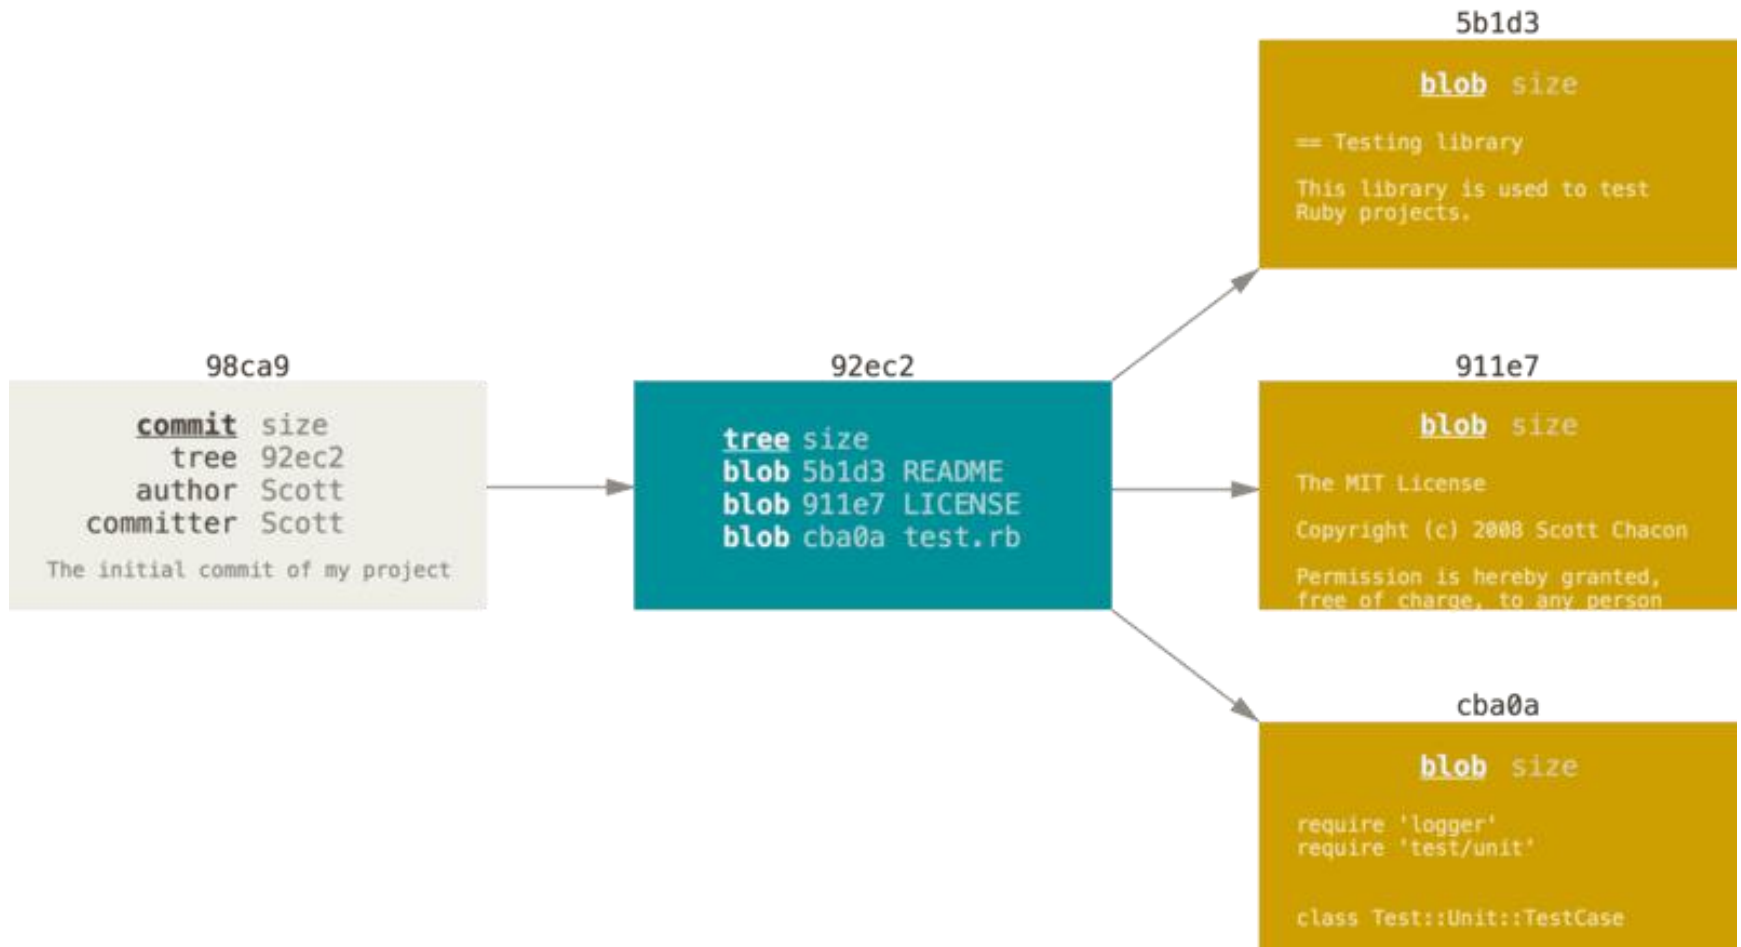 98ca9
commit size
tree 92ec2
author Scott
committer Scott
The initial commit of my project
92ec2
tree size
blob 5b1d3 README
blob 911e7 LICENSE
blob cba0a test.rb
5b1d3
blob size
== Testing library
This library is used to test
Ruby projects.
911e7
blob size
The MIT License
Copyright (c) 2008 Scott Chacon
Permission is hereby granted,
free of charge, to any person
cba0a
blob size
require 'logger'
require 'test/unit'
class Test::Unit::TestCase